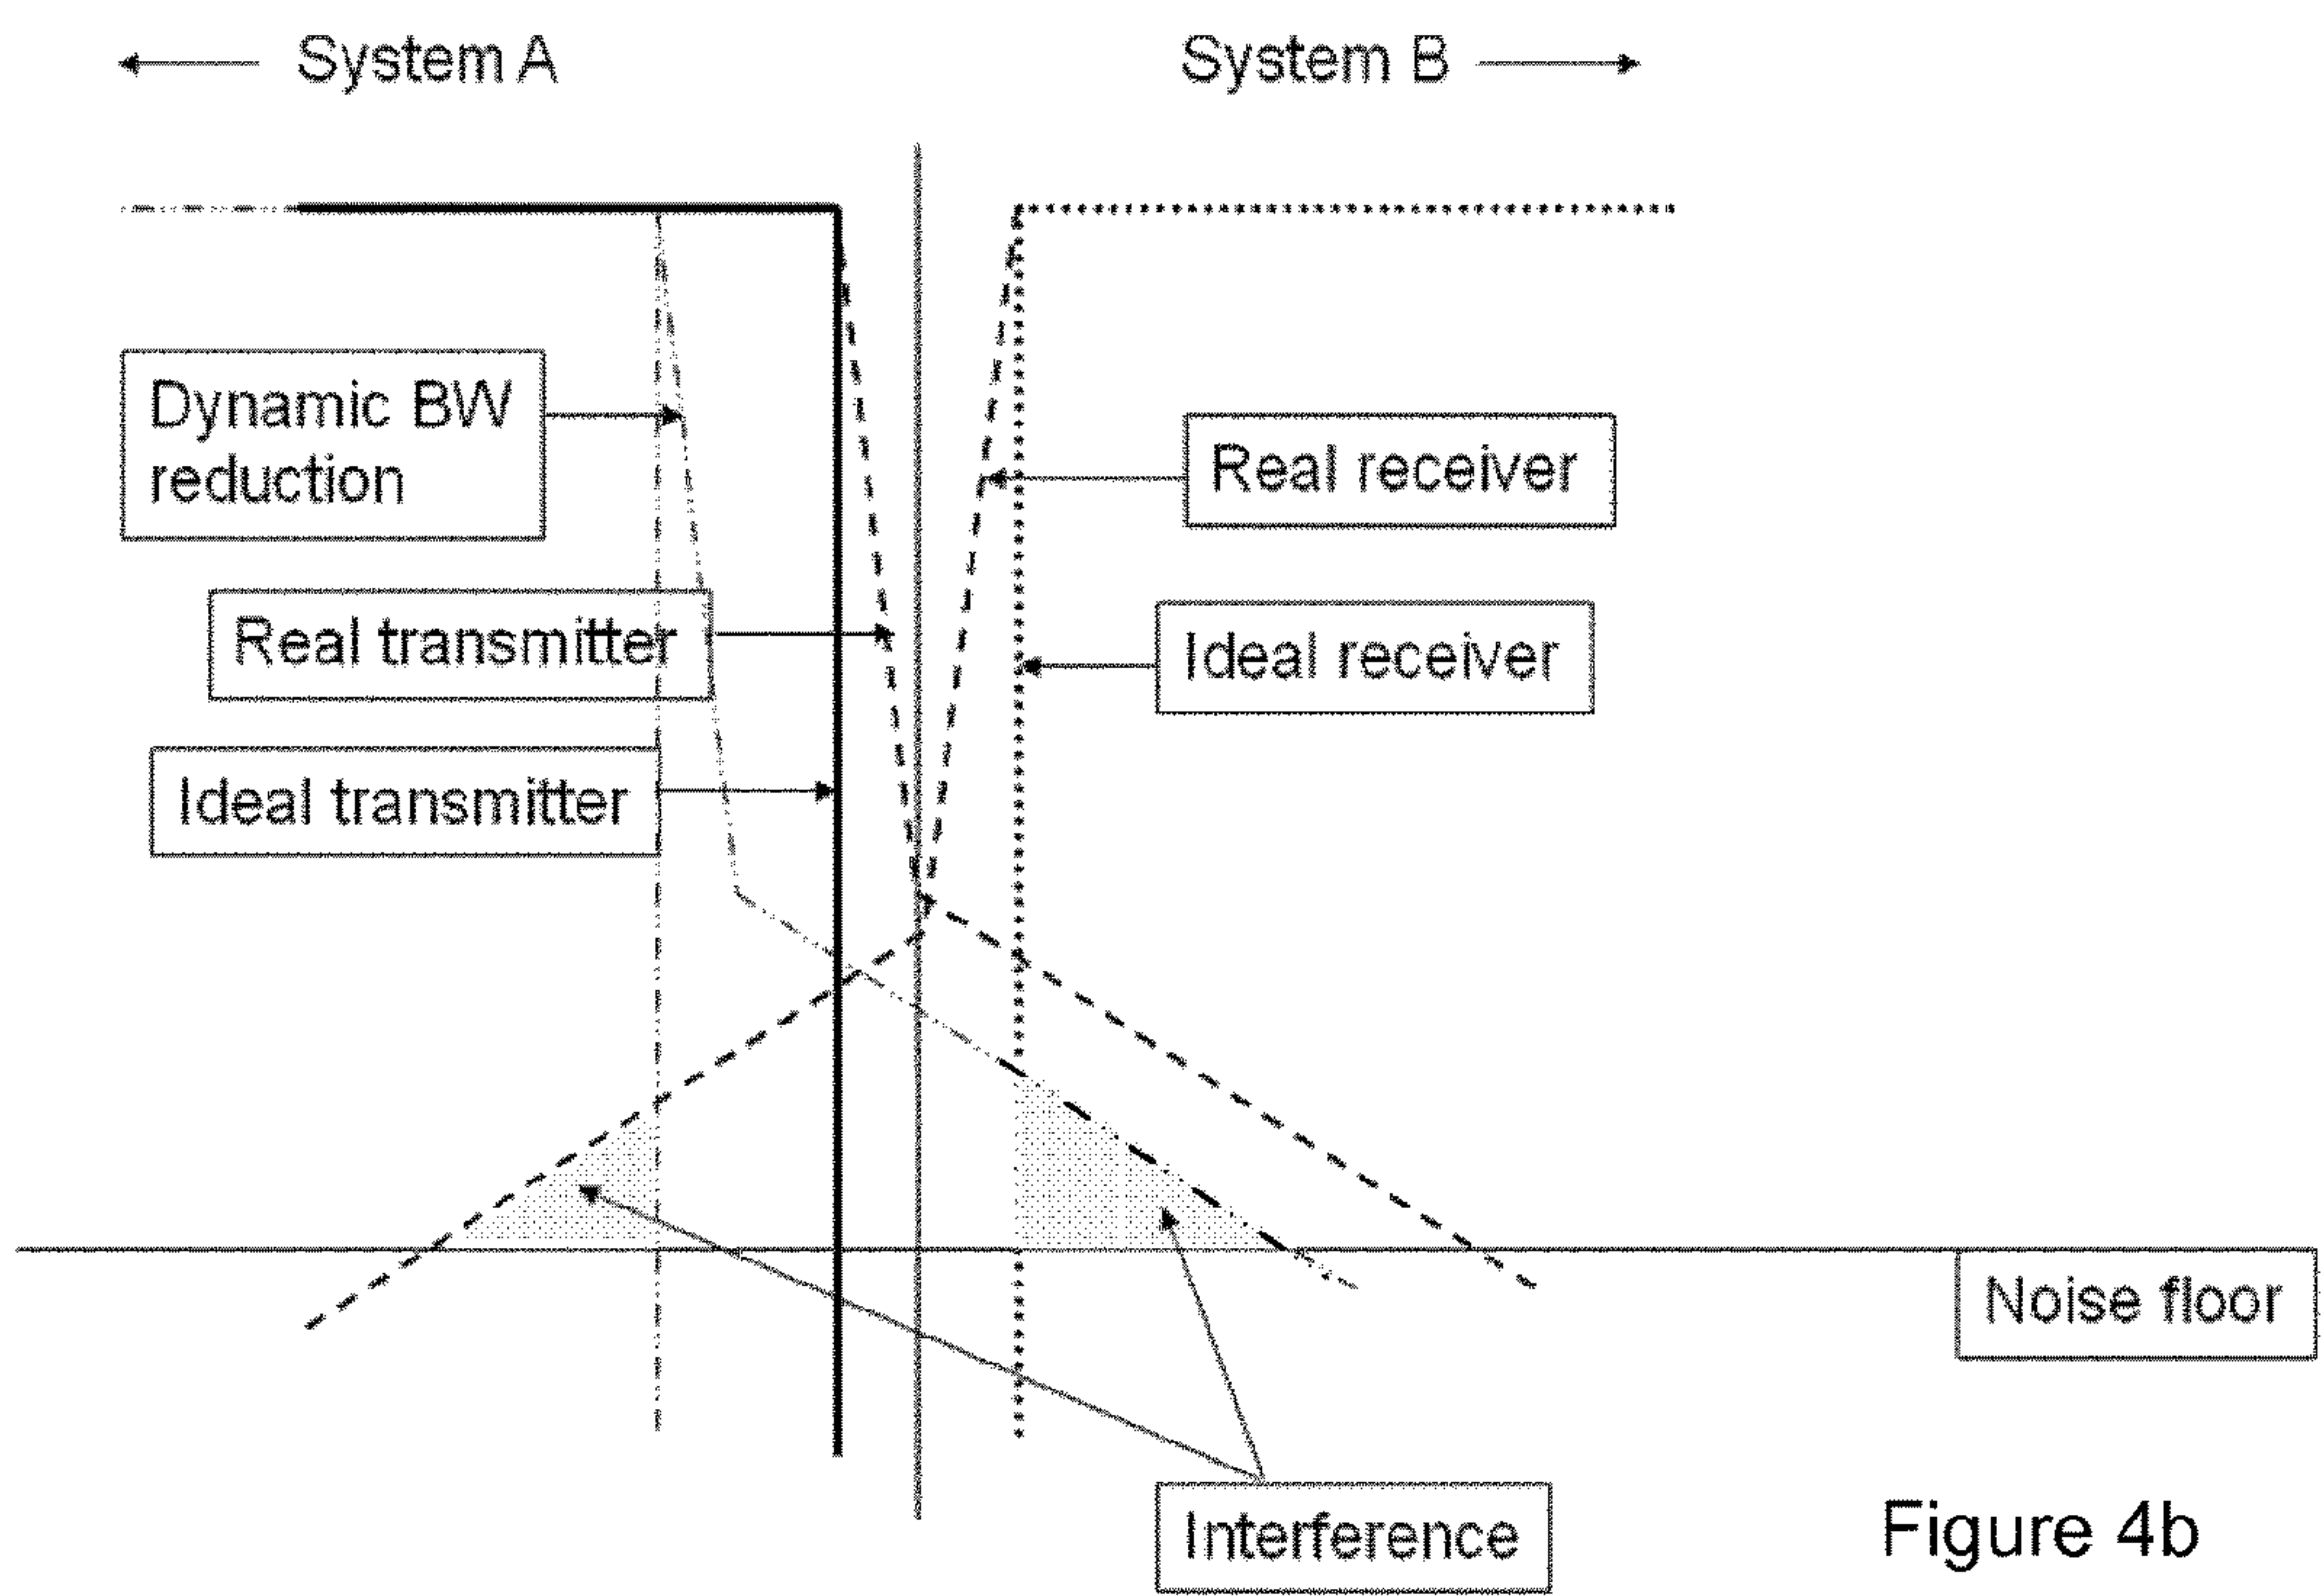 System A
System B
Dynamic BW
reduction
Real receiver
Real transmitter
Ideal receiver
Ideal transmitter
Noise floor
Interference
Figure 4b